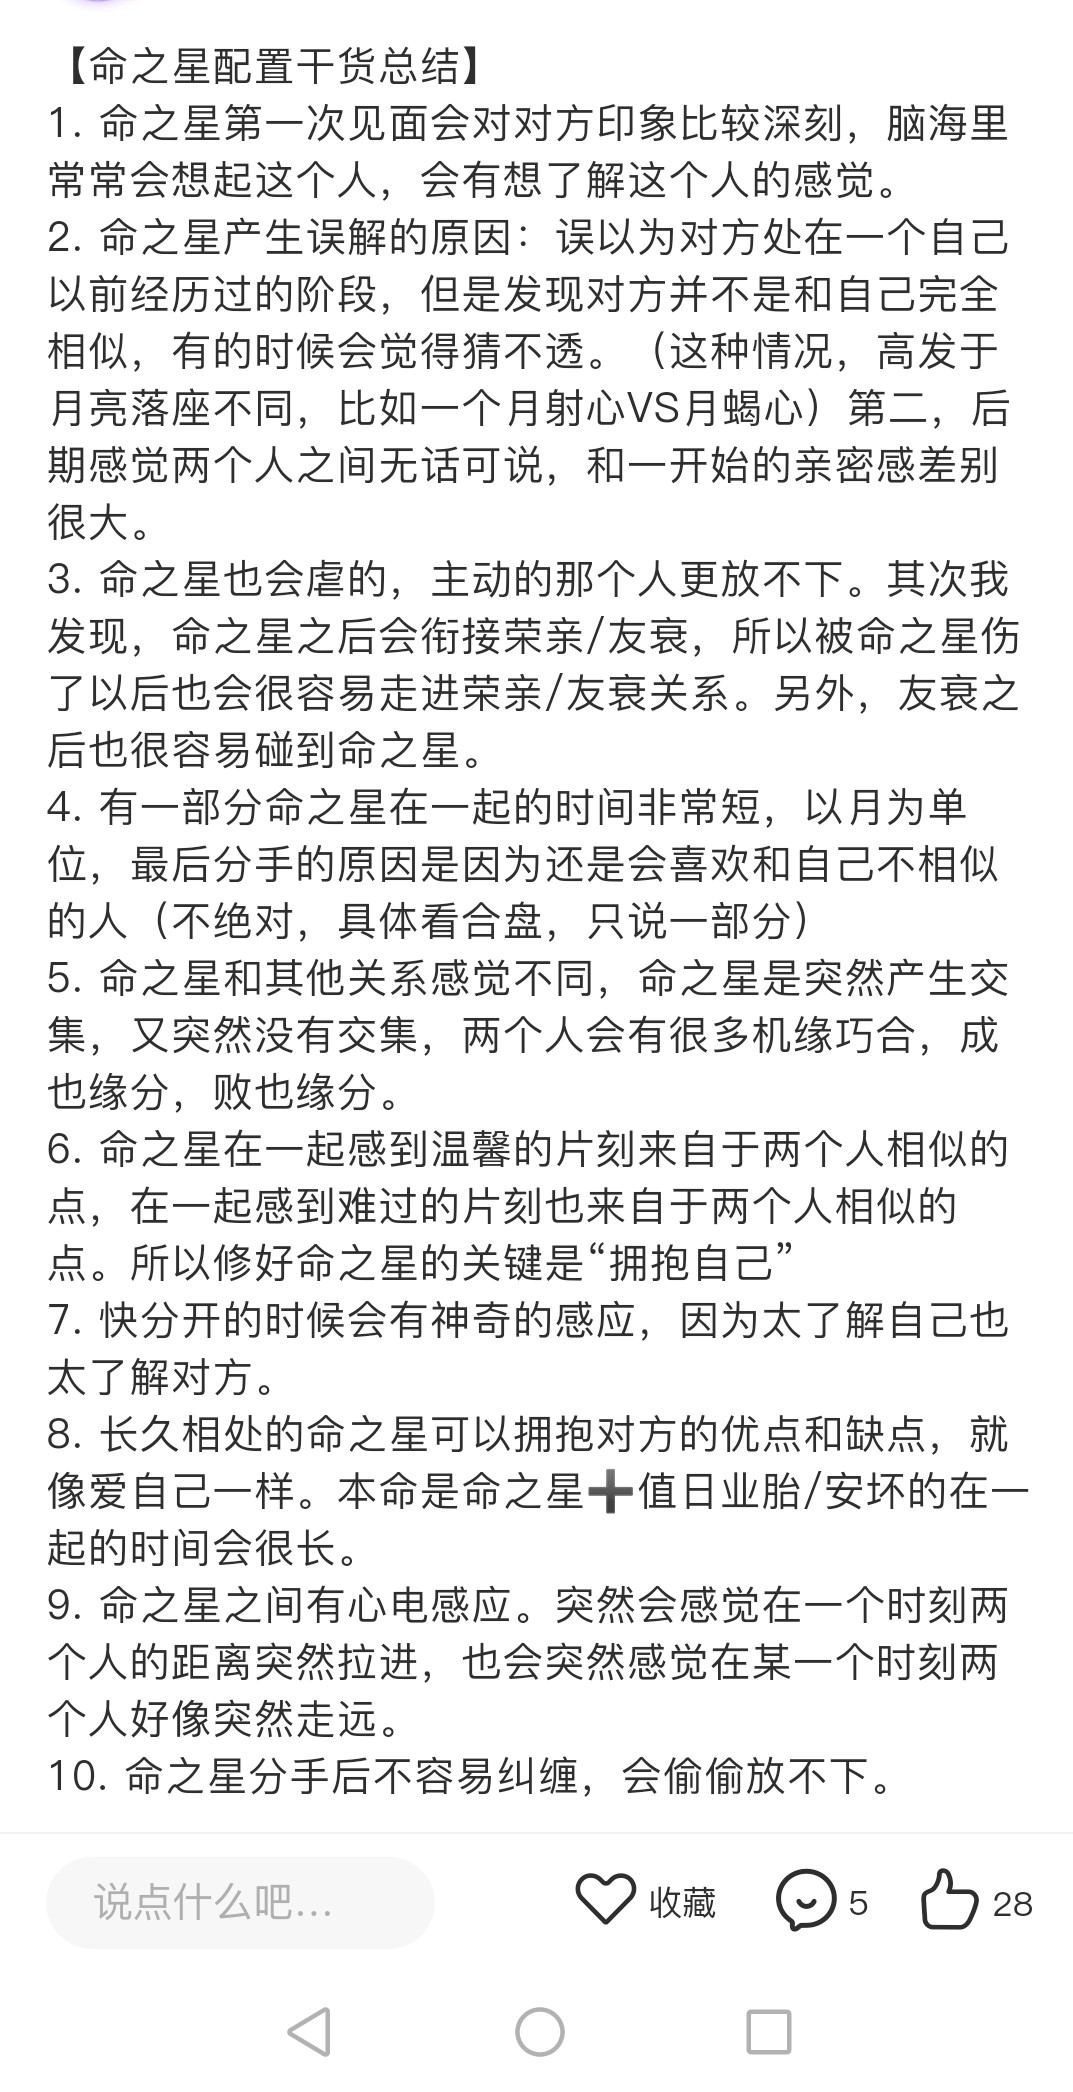 【命之星配置干货总结】
1. 命之星第一次见面会对对方印象比较深刻，脑海里
常常会想起这个人，会有想了解这个人的感觉。
2. 命之星产生误解的原因：误以为对方处在一个自己
以前经历过的阶段，但是发现对方并不是和自己完全
相似，有的时候会觉得猜不透。（这种情况，高发于
月亮落座不同，比如一个月射心VS月蝎心）第二，后
期感觉两个人之间无话可说，和一开始的亲密感差别
很大。
3. 命之星也会虐的，主动的那个人更放不下。其次我
发现，命之星之后会衔接荣亲/友衰，所以被命之星伤
了以后也会很容易走进荣亲/友衰关系。另外，友衰之
后也很容易碰到命之星。
4. 有一部分命之星在一起的时间非常短，以月为单
位，最后分手的原因是因为还是会喜欢和自己不相似
的人（不绝对，具体看合盘，只说一部分）
5. 命之星和其他关系感觉不同，命之星是突然产生交
集，又突然没有交集，两个人会有很多机缘巧合，成
也缘分，败也缘分。
6. 命之星在一起感到温馨的片刻来自于两个人相似的
点，在一起感到难过的片刻也来自于两个人相似的
点。所以修好命之星的关键是“拥抱自己”
7. 快分开的时候会有神奇的感应，因为太了解自己也
太了解对方。
8. 长久相处的命之星可以拥抱对方的优点和缺点，就
像爱自己一样。本命是命之星➕值日业胎/安坏的在一
起的时间会很长。
9. 命之星之间有心电感应。突然会感觉在一个时刻两
个人的距离突然拉进，也会突然感觉在某一个时刻两
个人好像突然走远。
10. 命之星分手后不容易纠缠，会偷偷放不下。
说点什么吧... 收藏 5 28